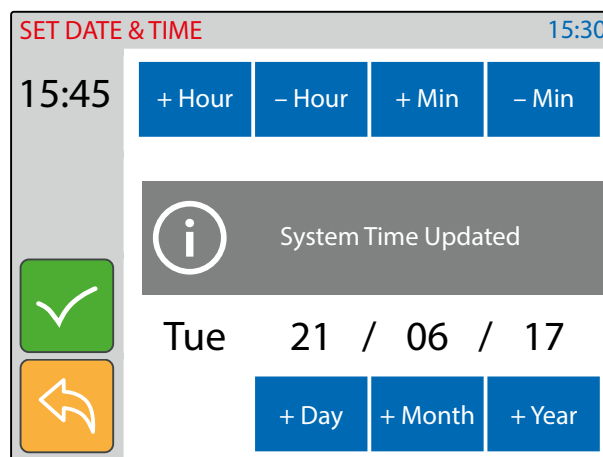 SET DATE & TIME 15:30
15:45 + Hour – Hour + Min – Min
i System Time Updated
Tue 21 / 06 / 17
+ Day + Month + Year